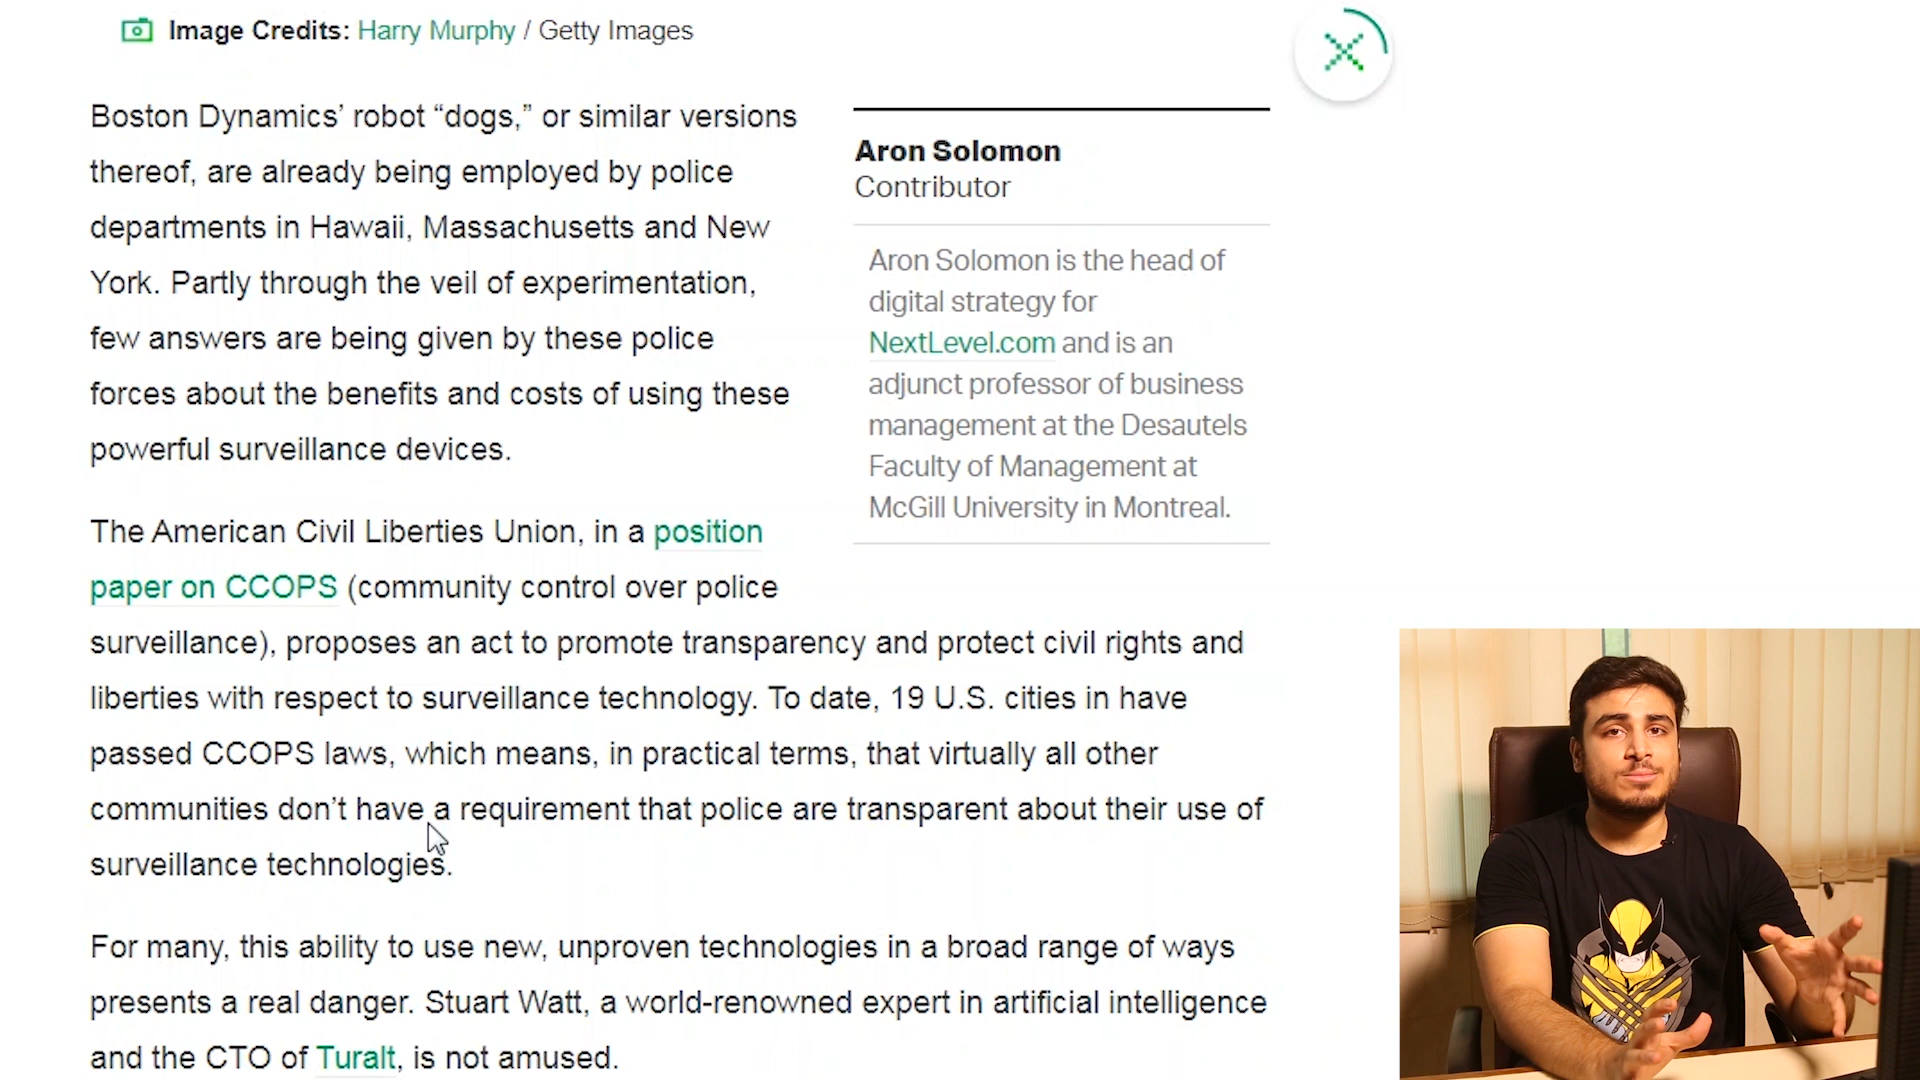 Image Credits: Harry Murphy / Getty Images
Boston Dynamics’ robot “dogs,” or similar versions
thereof, are already being employed by police
departments in Hawaii, Massachusetts and New
York. Partly through the veil of experimentation,
few answers are being given by these police
forces about the benefits and costs of using these
powerful surveillance devices.
Aron Solomon
Contributor
Aron Solomon is the head of
digital strategy for
NextLevel.com and is an
adjunct professor of business
management at the Desautels
Faculty of Management at
McGill University in Montreal.
The American Civil Liberties Union, in a position
paper on CCOPS (community control over police
surveillance), proposes an act to promote transparency and protect civil rights and
liberties with respect to surveillance technology. To date, 19 U.S. cities in have
passed CCOPS laws, which means, in practical terms, that virtually all other
communities don’t have a requirement that police are transparent about their use of
surveillance technologies.
For many, this ability to use new, unproven technologies in a broad range of ways
presents a real danger. Stuart Watt, a world-renowned expert in artificial intelligence
and the CTO of Turalt, is not amused.